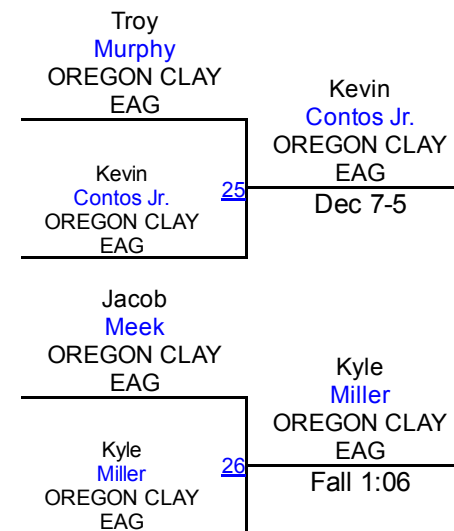 Troy
Murphy
OREGON CLAY
EAG
Kevin
Contos Jr.
OREGON CLAY
EAG
25
Kevin
Contos Jr.
OREGON CLAY
EAG
Dec 7-5
Jacob
Meek
OREGON CLAY
EAG
Kyle
Miller
OREGON CLAY
EAG
26
Kyle
Miller
OREGON CLAY
EAG
Fall 1:06